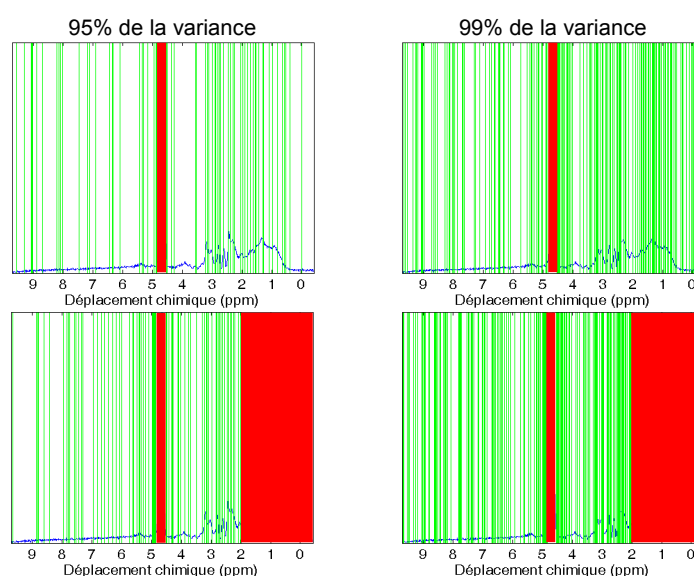 95% de la variance
99% de la variance
9 8 7 6 5 4 3 2 1 0
Déplacement chimique (ppm)
9 8 7 6 5 4 3 2 1 0
Déplacement chimique (ppm)
9 8 7 6 5 4 3 2 1 0
Déplacement chimique (ppm)
9 8 7 6 5 4 3 2 1 0
Déplacement chimique (ppm)